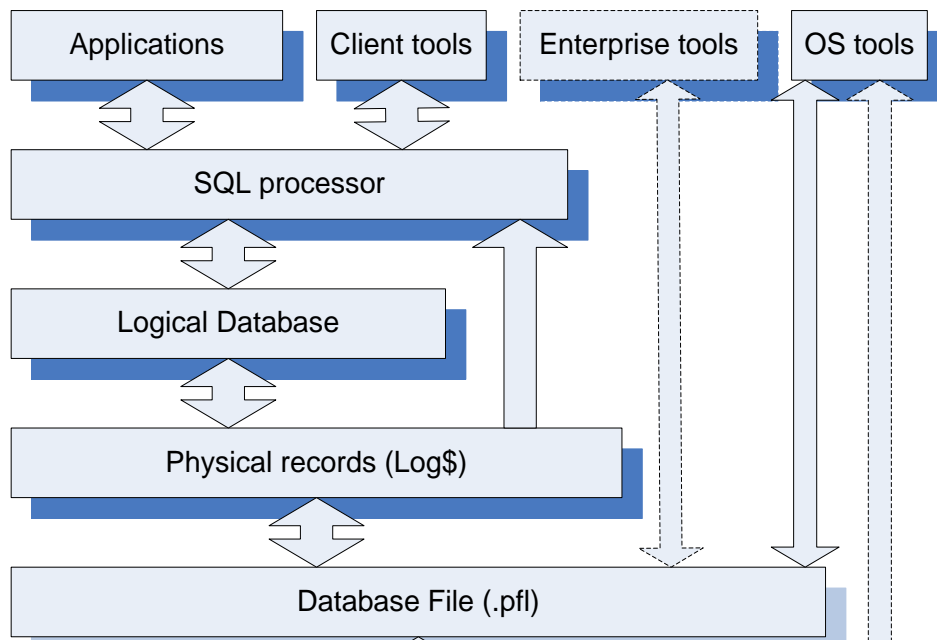 Applications
Client tools
Enterprise tools
OS tools
SQL processor
Logical Database
Physical records (Log$)
Database File (.pfl)